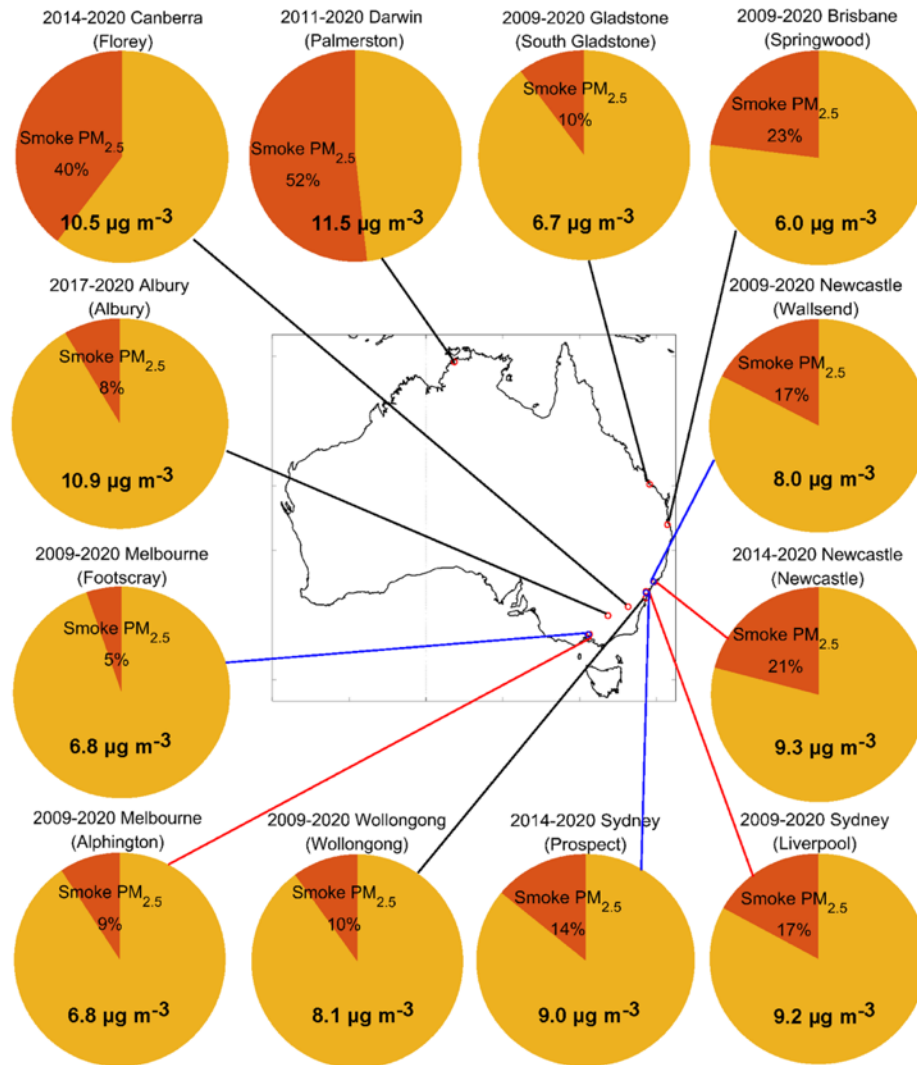 2014-2020 Canberra
(Florey)
Smoke PM2.5
40%
10.5 µg m-3
2011-2020 Darwin
(Palmerston)
Smoke PM2.5
52%
11.5 µg m-3
2009-2020 Gladstone
(South Gladstone)
Smoke PM2.5
10%
6.7 µg m-3
2009-2020 Brisbane
(Springwood)
Smoke PM2.5
23%
6.0 µg m-3
2017-2020 Albury
(Albury)
Smoke PM2.5
8%
10.9 µg m-3
2009-2020 Newcastle
(Wallsend)
Smoke PM2.5
17%
8.0 µg m-3
2009-2020 Melbourne
(Footscray)
Smoke PM2.5
5%
6.8 µg m-3
2014-2020 Newcastle
(Newcastle)
Smoke PM2.5
21%
9.3 µg m-3
2009-2020 Melbourne
(Alphington)
Smoke PM2.5
9%
6.8 µg m-3
2009-2020 Wollongong
(Wollongong)
Smoke PM2.5
10%
8.1 µg m-3
2014-2020 Sydney
(Prospect)
Smoke PM2.5
14%
9.0 µg m-3
2009-2020 Sydney
(Liverpool)
Smoke PM2.5
17%
9.2 µg m-3